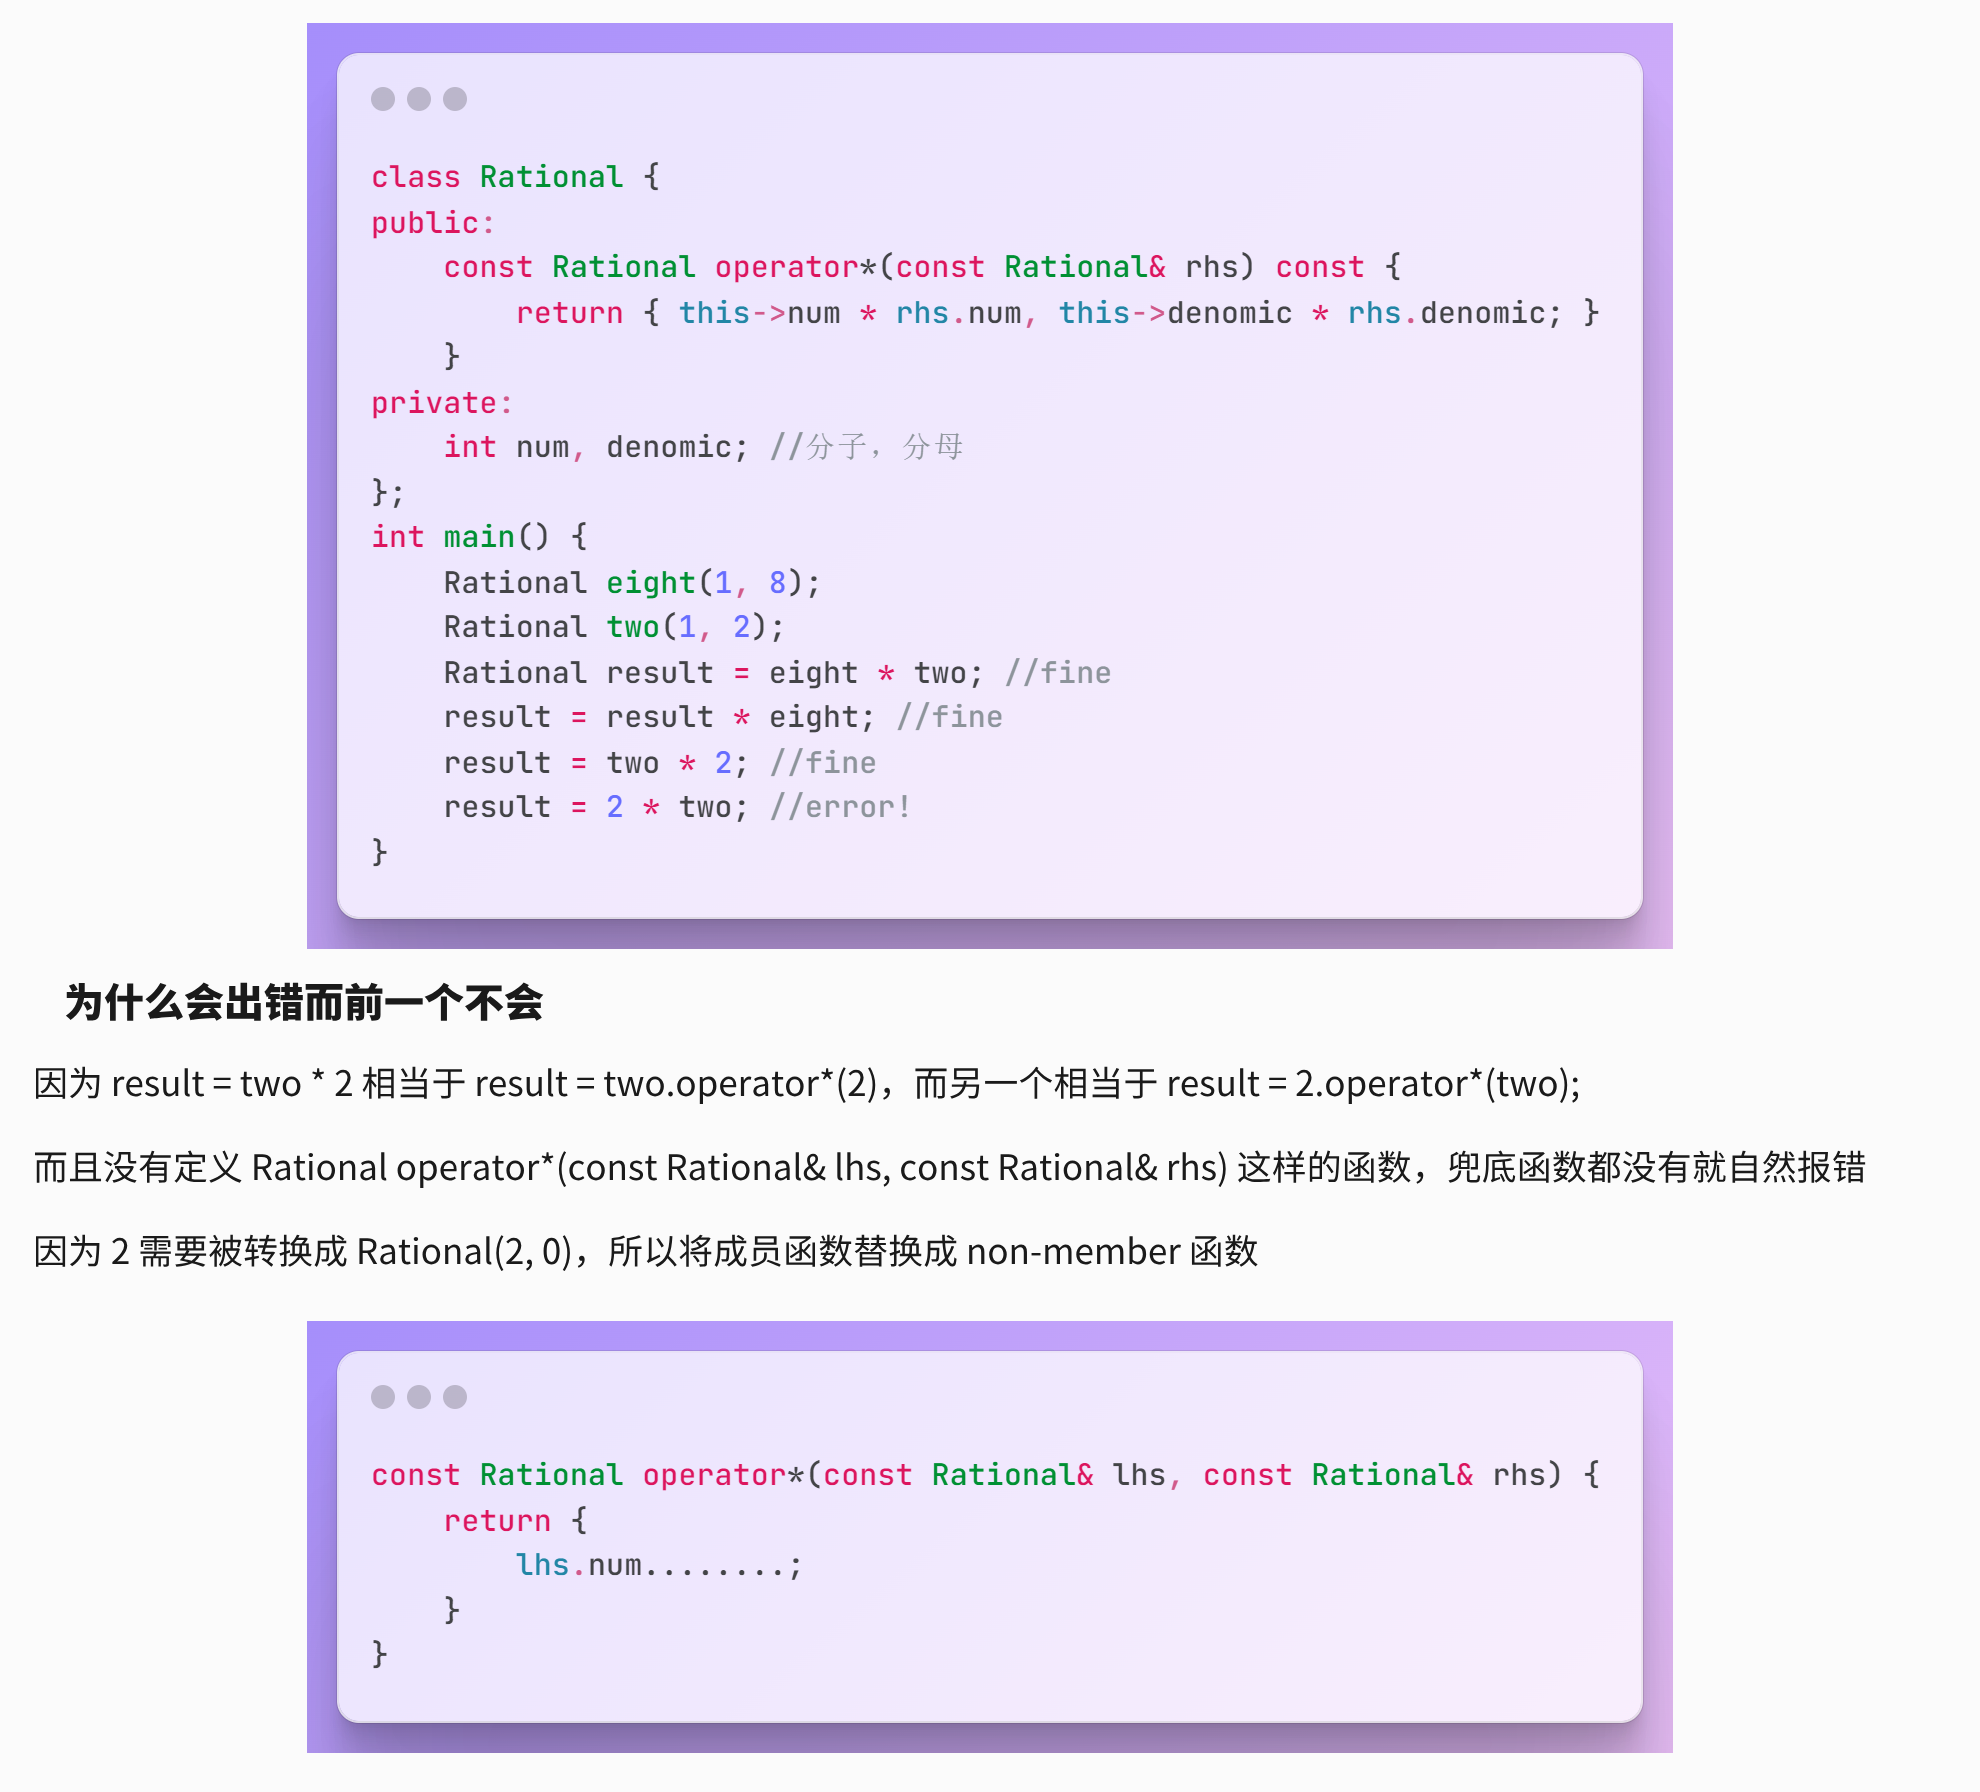 class Rational {
public:
    const Rational operator*(const Rational& rhs) const {
        return { this->num * rhs.num, this->denomic * rhs.denomic; }
    }
private:
    int num, denomic; //分子，分母
};
int main() {
    Rational eight(1, 8);
    Rational two(1, 2);
    Rational result = eight * two; //fine
    result = result * eight; //fine
    result = two * 2; //fine
    result = 2 * two; //error!
}
为什么会出错而前一个不会
因为 result = two * 2 相当于 result = two.operator*(2)，而另一个相当于 result = 2.operator*(two);
而且没有定义 Rational operator*(const Rational& lhs, const Rational& rhs) 这样的函数，兜底函数都没有就自然报错
因为 2 需要被转换成 Rational(2, 0)，所以将成员函数替换成 non-member 函数
const Rational operator*(const Rational& lhs, const Rational& rhs) {
    return {
        lhs.num........;
    }
}